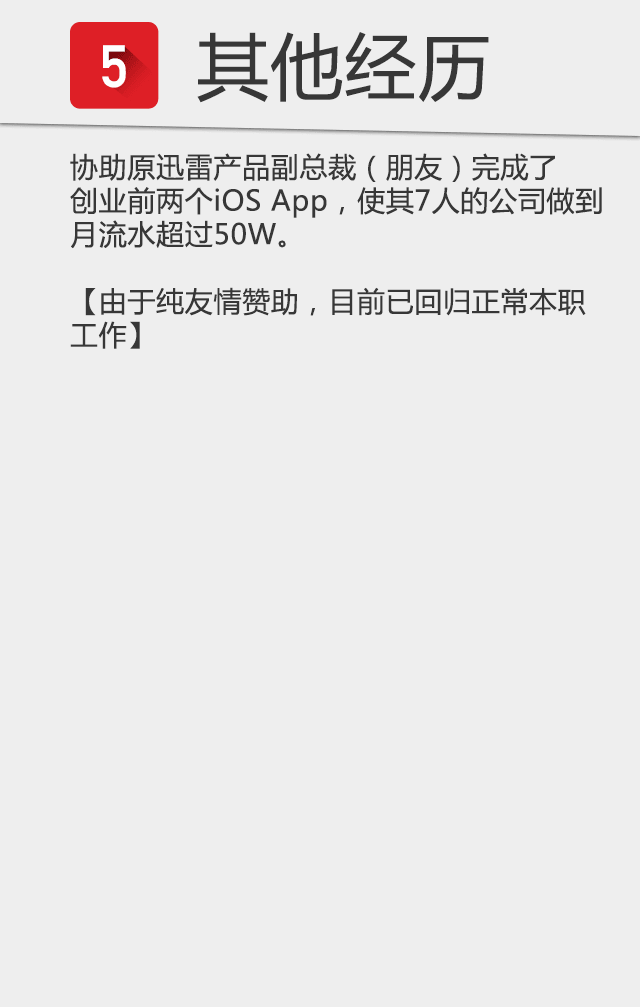 5 其他经历
协助原迅雷产品副总裁（朋友）完成了
创业前两个iOS App，使其7人的公司做到
月流水超过50W。
【由于纯友情赞助，目前已回归正常本职
工作】